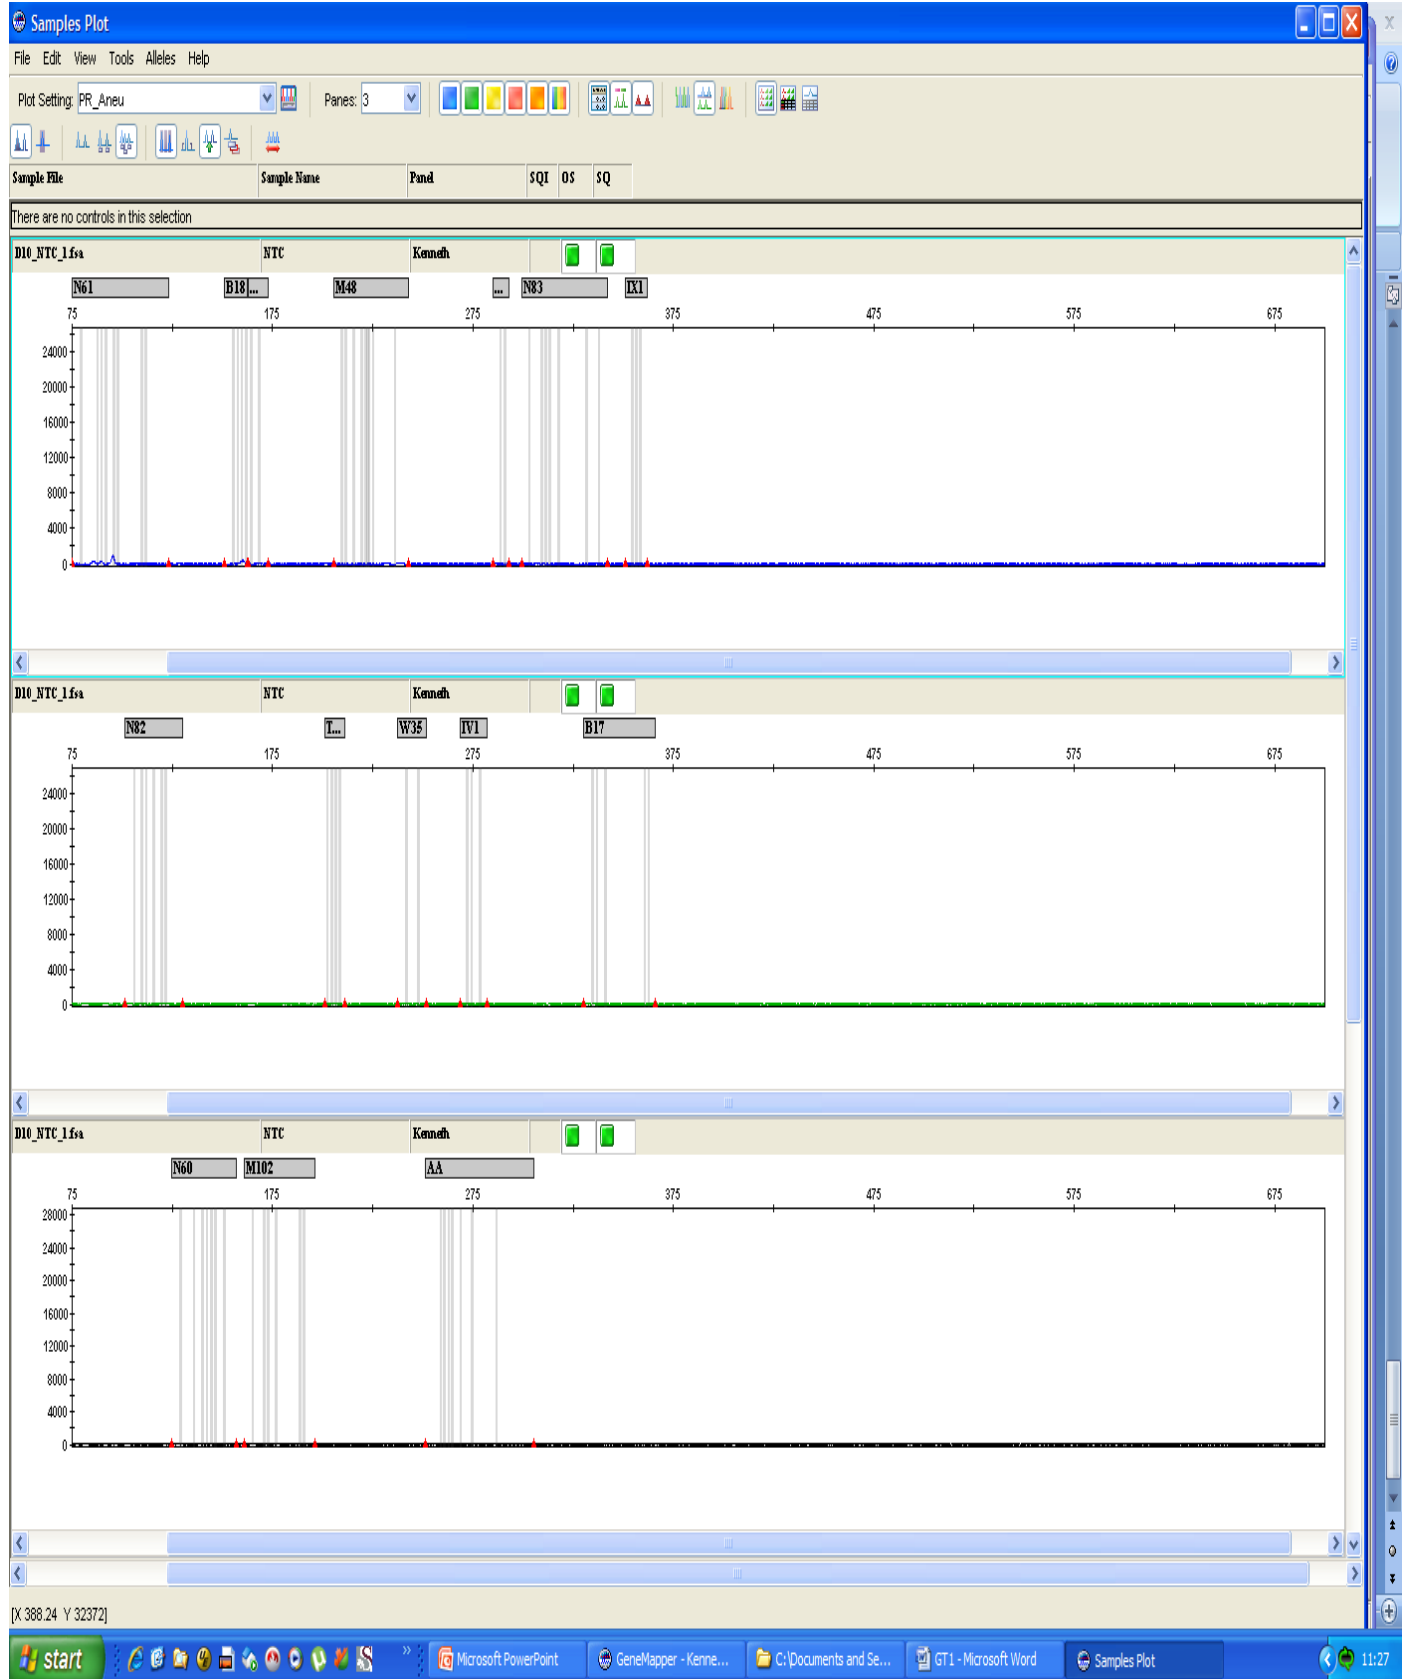 Samples Plot
File Edit View Tools Alleles Help
Plot Setting: PR_Aneu Panes: 3
Sample File Sample Name Panel SQI OS SQ
There are no controls in this selection
D10_NTC_1.fsa NTC Kenneth
N61 B18 ... M48 ... N83 IX1
75 175 275 375 475 575 675
24000
20000
16000
12000
8000
4000
0
D10_NTC_1.fsa NTC Kenneth
N82 T... W35 IV1 B17
75 175 275 375 475 575 675
24000
20000
16000
12000
8000
4000
0
D10_NTC_1.fsa NTC Kenneth
N60 M102 AA
75 175 275 375 475 575 675
28000
24000
20000
16000
12000
8000
4000
0
[X 388.24 Y 32372]
start Microsoft PowerPoint GeneMapper - Kenne... C:\Documents and Se... GT1 - Microsoft Word Samples Plot 11:27